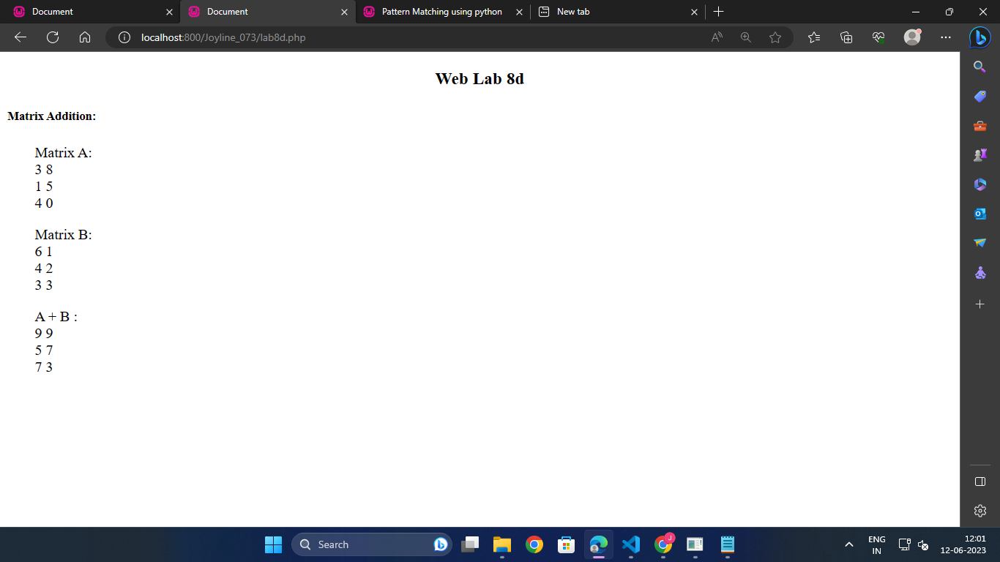 Document
Document
Pattern Matching using python
New tab
localhost:800/Joyline_073/lab8d.php
Web Lab 8d
Matrix Addition:
Matrix A:
3 8
1 5
4 0
Matrix B:
6 1
4 2
3 3
A + B :
9 9
5 7
7 3
Search
J
ENG
IN
12:01
12-06-2023